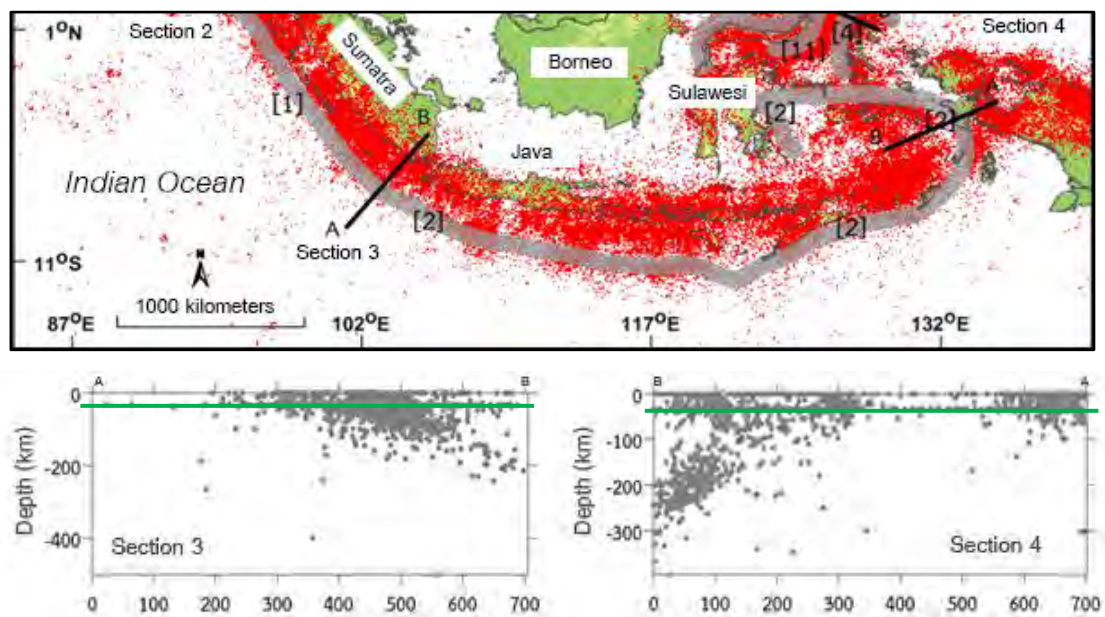 1°N
Section 2
Sumatra
Borneo
[4]
[11]
Section 4
Sulawesi
[1]
B
[2]
A
[2]
B
Java
Indian Ocean
A
[2]
Section 3
[2]
11°S
N
1000 kilometers
87°E
102°E
117°E
132°E
A
B
0
-200
-400
Depth (km)
Section 3
0 100 200 300 400 500 600 700
B
A
0
-100
-200
-300
Depth (km)
Section 4
0 100 200 300 400 500 600 700